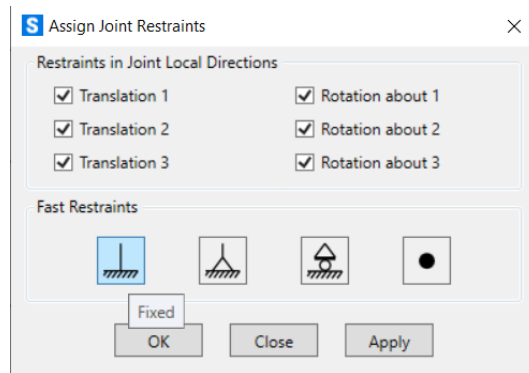 S Assign Joint Restraints
Restraints in Joint Local Directions
Translation 1 Rotation about 1
Translation 2 Rotation about 2
Translation 3 Rotation about 3
Fast Restraints
Fixed
OK Close Apply